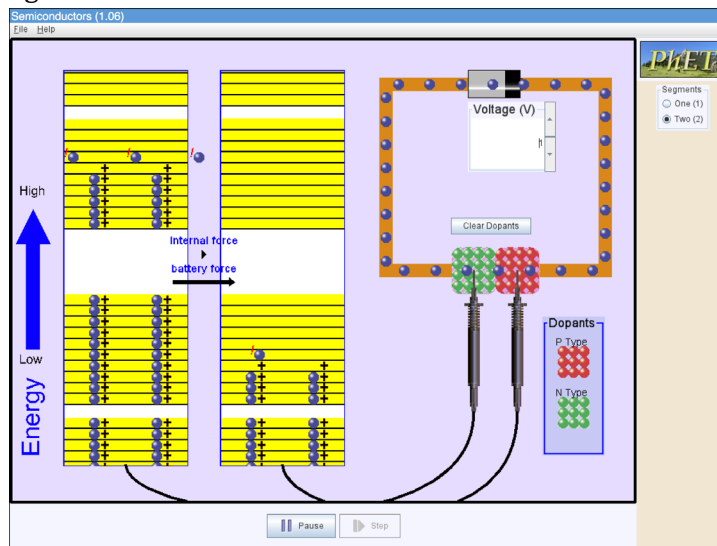 Semiconductors (1.06)
File Help
PhET
Segments
One (1)
Two (2)
Voltage (V)
1
High
Internal force
battery force
Clear Dopants
Low
Energy
Dopants
P Type
N Type
Pause
Step